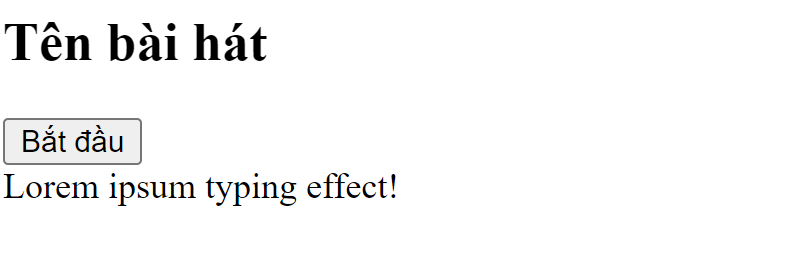 Tên bài hát
Bắt đầu
Lorem ipsum typing effect!